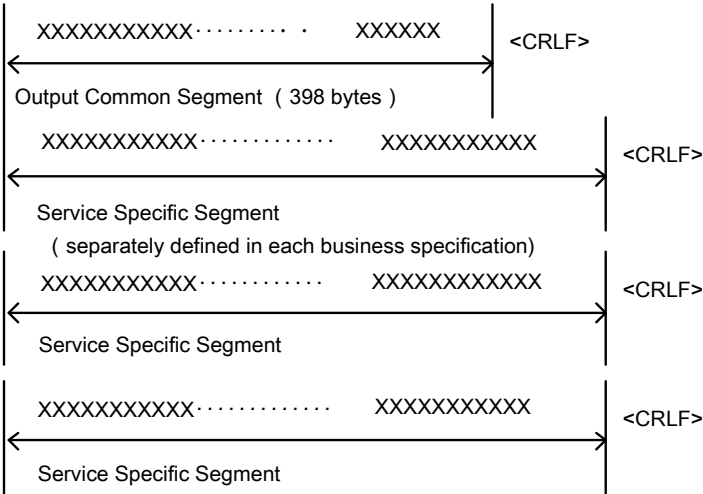 XXXXXXXXXXX·········· · XXXXXX <CRLF>
Output Common Segment ( 398 bytes )
XXXXXXXXXXX············· XXXXXXXXXXX <CRLF>
Service Specific Segment
( separately defined in each business specification)
XXXXXXXXXXX············ XXXXXXXXXXXX <CRLF>
Service Specific Segment
XXXXXXXXXXX············· XXXXXXXXXXX <CRLF>
Service Specific Segment